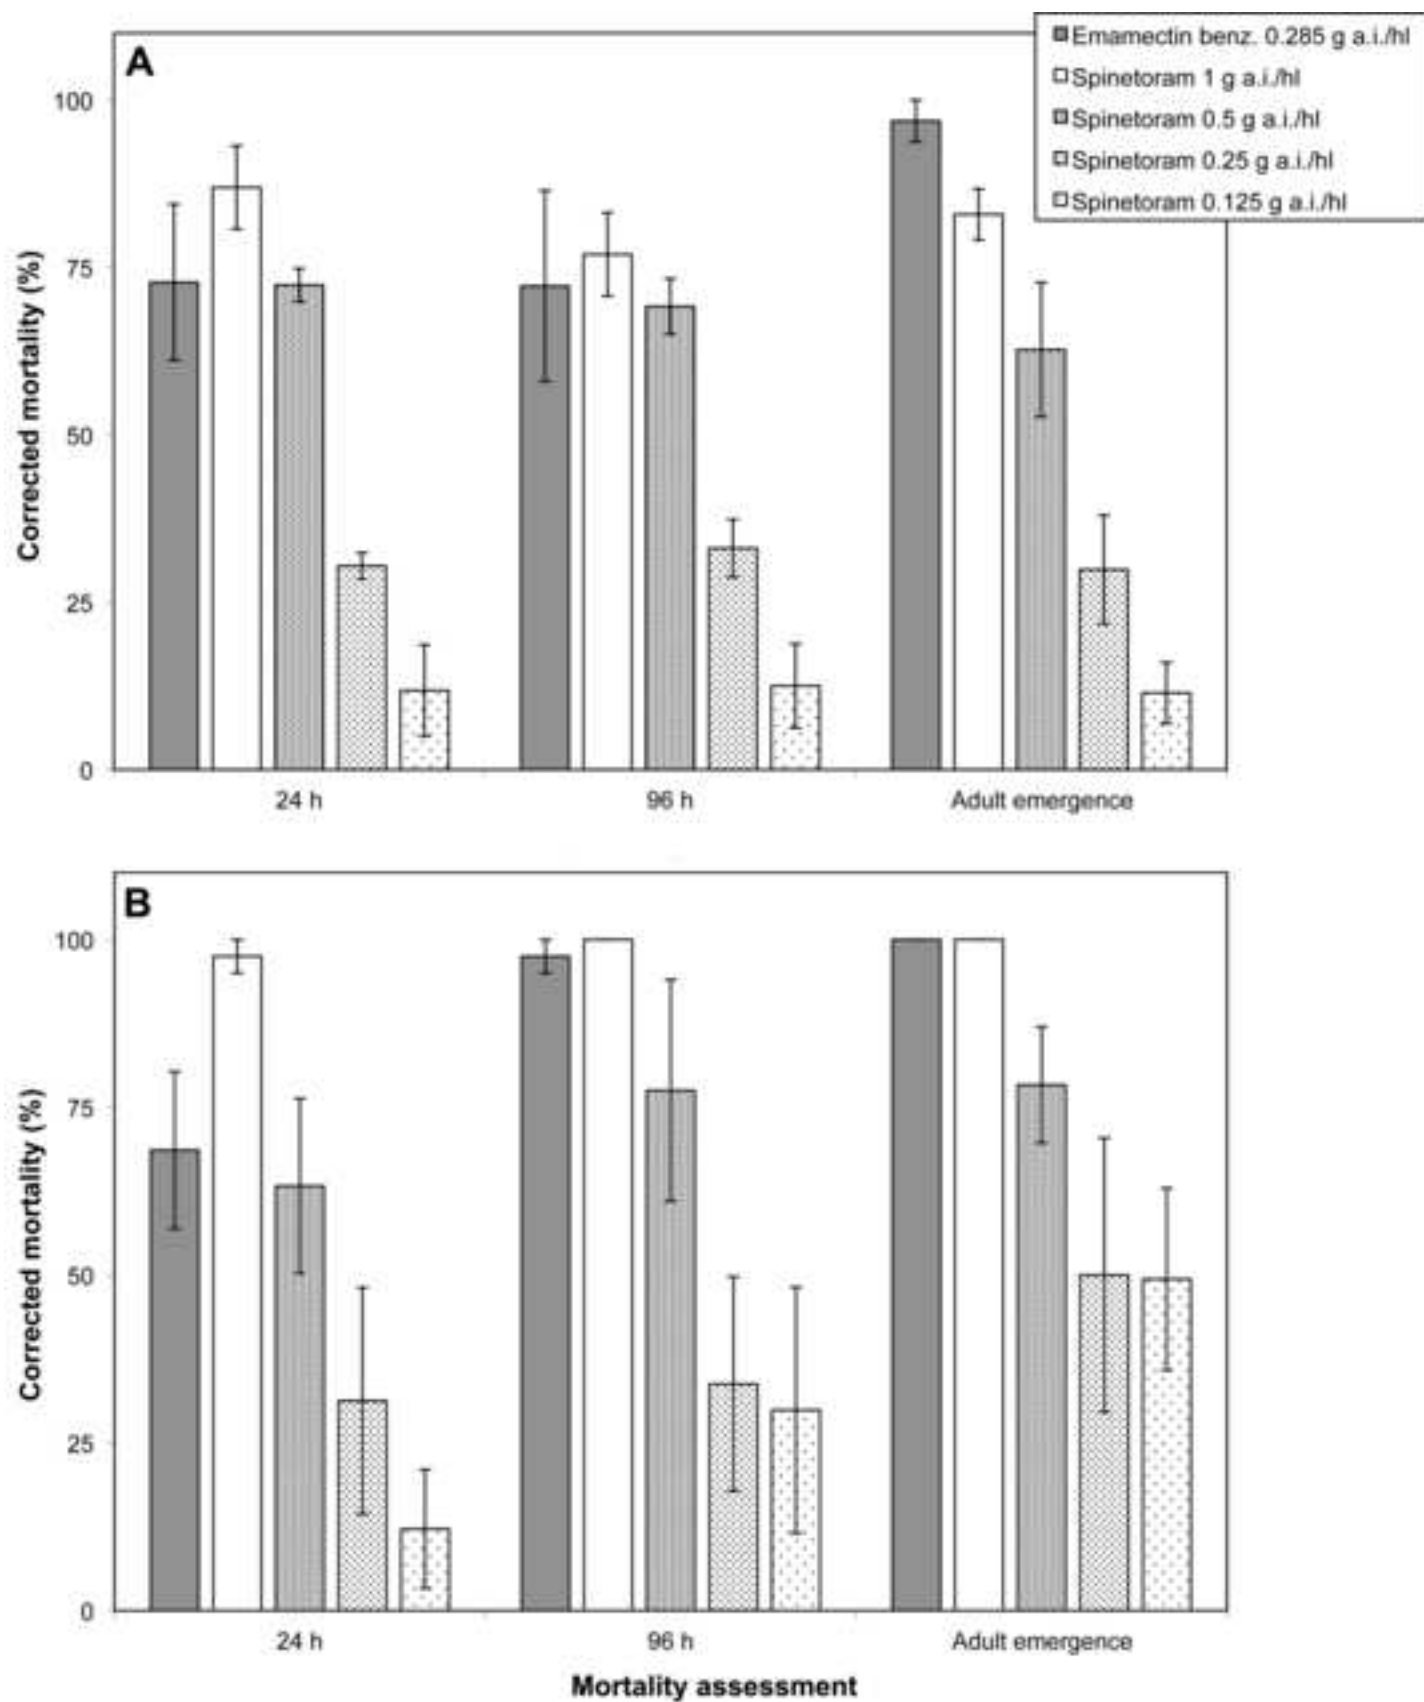 A
Emamectin benz. 0.285 g a.i./hl
Spinetoram 1 g a.i./hl
Spinetoram 0.5 g a.i./hl
Spinetoram 0.25 g a.i./hl
Spinetoram 0.125 g a.i./hl
Corrected mortality (%)
100
75
50
25
0
24 h
96 h
Adult emergence
B
Corrected mortality (%)
100
75
50
25
0
24 h
96 h
Adult emergence
Mortality assessment